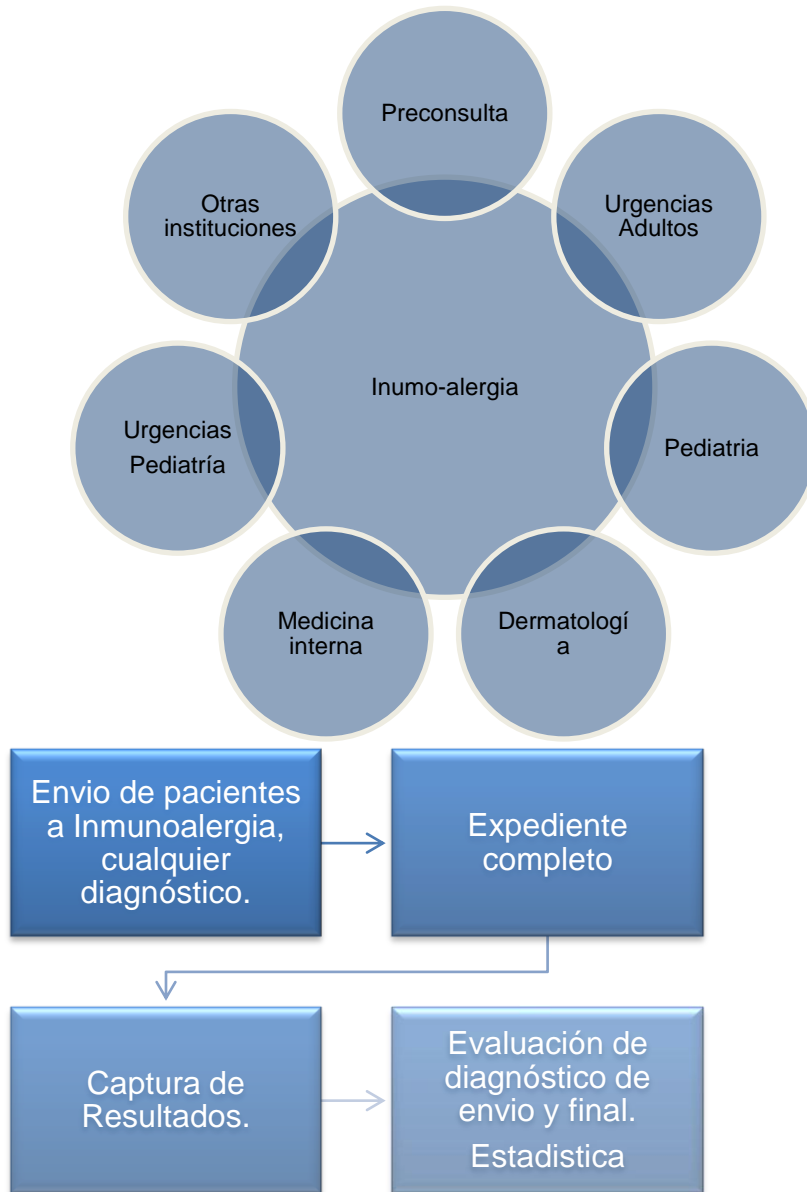 Preconsulta
Otras
instituciones
Urgencias
Adultos
Inumo-alergia
Urgencias
Pediatría
Pediatria
Medicina
interna
Dermatologí
a
Envio de pacientes
a Inmunoalergia,
cualquier
diagnóstico.
Expediente
completo
Captura de
Resultados.
Evaluación de
diagnóstico de
envio y final.
Estadistica